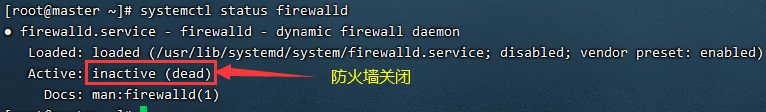 [root@master ~]# systemctl status firewalld
● firewalld.service - firewalld - dynamic firewall daemon
Loaded: loaded (/usr/lib/systemd/system/firewalld.service; disabled; vendor preset: enabled)
Active: inactive (dead) 防火墙关闭
Docs: man:firewalld(1)